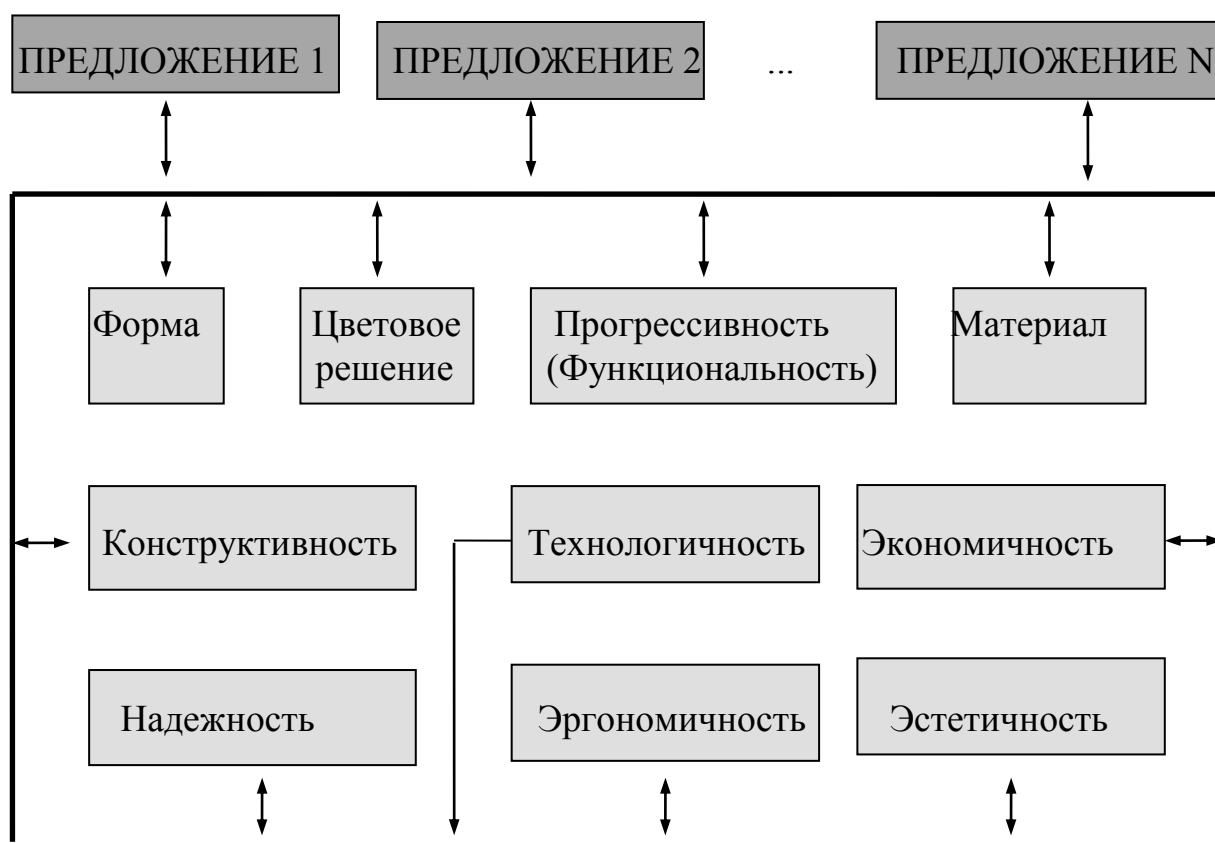 ПРЕДЛОЖЕНИЕ 1
ПРЕДЛОЖЕНИЕ 2
...
ПРЕДЛОЖЕНИЕ N
Форма
Цветовое
решение
Прогрессивность
(Функциональность)
Материал
Конструктивность
Технологичность
Экономичность
Надежность
Эргономичность
Эстетичность